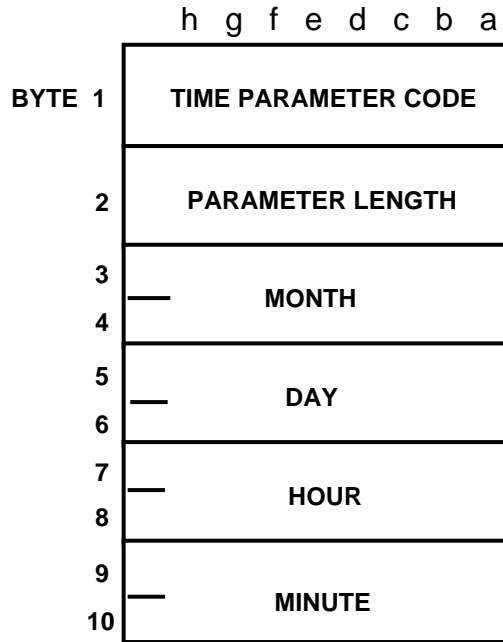 h g f e d c b a
BYTE 1 TIME PARAMETER CODE
2 PARAMETER LENGTH
3
MONTH
4
5
DAY
6
7
HOUR
8
9
MINUTE
10